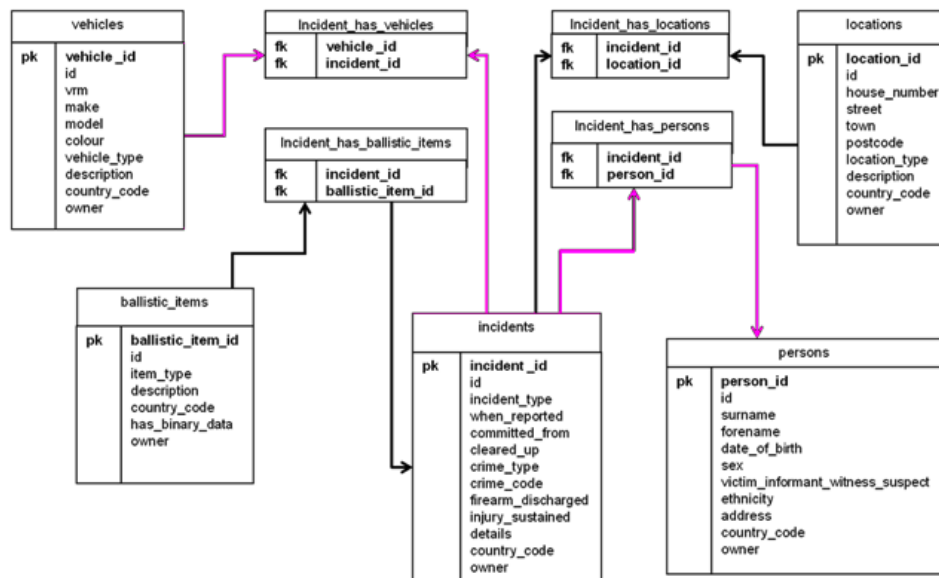 vehicles
pk vehicle_id
id
vrm
make
model
colour
vehicle_type
description
country_code
owner
Incident_has_vehicles
fk vehicle_id
fk incident_id
Incident_has_locations
fk incident_id
fk location_id
locations
pk location_id
id
house_number
street
town
postcode
location_type
description
country_code
owner
Incident_has_ballistic_items
fk incident_id
fk ballistic_item_id
Incident_has_persons
fk incident_id
fk person_id
ballistic_items
pk ballistic_item_id
id
item_type
description
country_code
has_binary_data
owner
incidents
pk incident_id
id
incident_type
when_reported
committed_from
cleared_up
crime_type
crime_code
firearm_discharged
injury_sustained
details
country_code
owner
persons
pk person_id
id
surname
forename
date_of_birth
sex
victim_informant_witness_suspect
ethnicity
address
country_code
owner